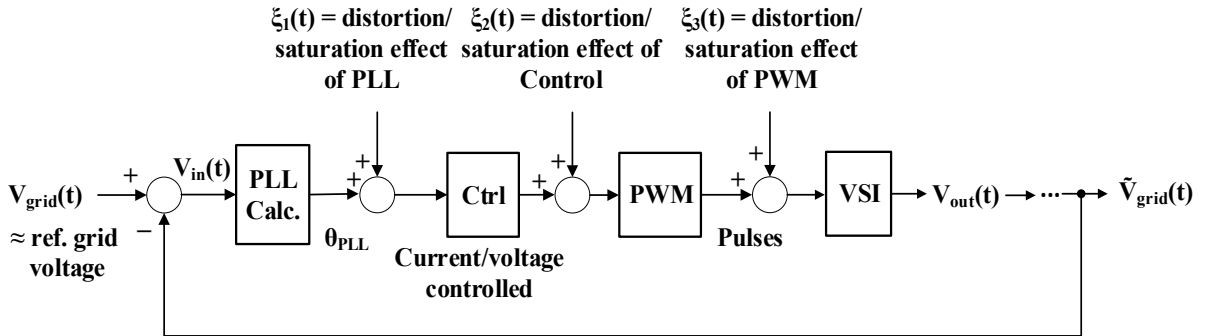 ξ₁(t) = distortion/
saturation effect
of PLL
ξ₂(t) = distortion/
saturation effect of
Control
ξ₃(t) = distortion/
saturation effect
of PWM
V_grid(t)
≈ ref. grid
voltage
+
−
V_in(t)
PLL
Calc.
θ_PLL
+
+
Ctrl
Current/voltage
controlled
+
+
PWM
Pulses
+
+
VSI
V_out(t)
...
Ṽ_grid(t)